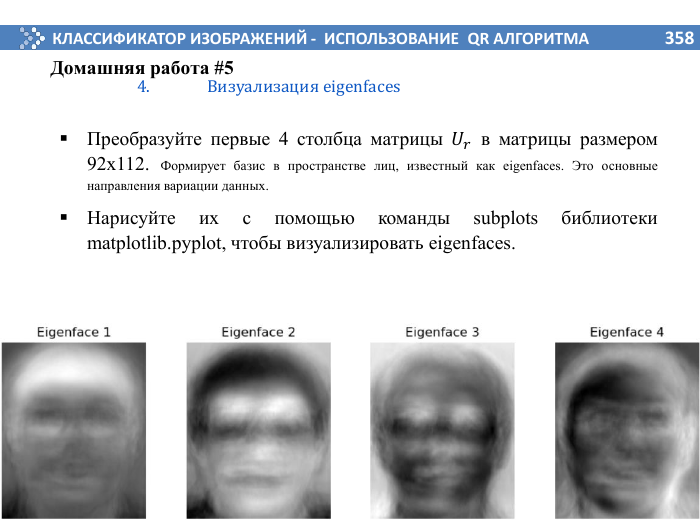 КЛАССИФИКАТОР ИЗОБРАЖЕНИЙ - ИСПОЛЬЗОВАНИЕ QR АЛГОРИТМА 358
Домашняя работа #5
4. Визуализация eigenfaces
▪ Преобразуйте первые 4 столбца матрицы 𝑈𝑟 в матрицы размером
92x112. Формирует базис в пространстве лиц, известный как eigenfaces. Это основные
направления вариации данных.
▪ Нарисуйте их с помощью команды subplots библиотеки
matplotlib.pyplot, чтобы визуализировать eigenfaces.
Eigenface 1 Eigenface 2 Eigenface 3 Eigenface 4